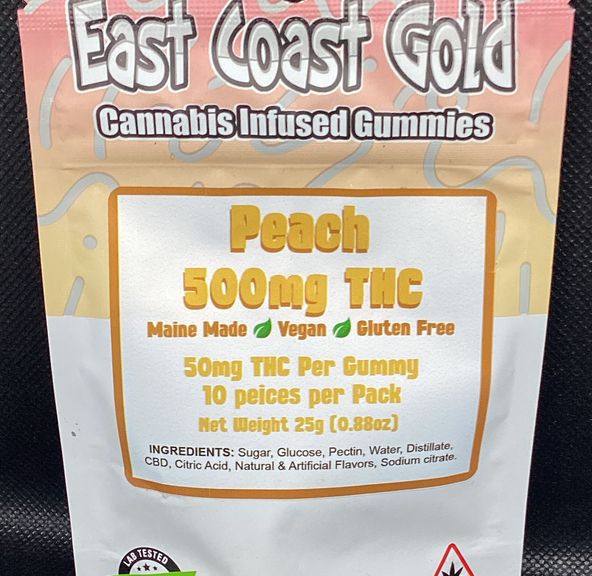 East Coast Gold
Cannabis Infused Gummies
Peach
500mg THC
Maine Made Vegan Gluten Free
50mg THC Per Gummy
10 peices per Pack
Net Weight 25g (0.88oz)
INGREDIENTS: Sugar, Glucose, Pectin, Water, Distillate,
CBD, Citric Acid, Natural & Artificial Flavors, Sodium citrate.
LAB TESTED